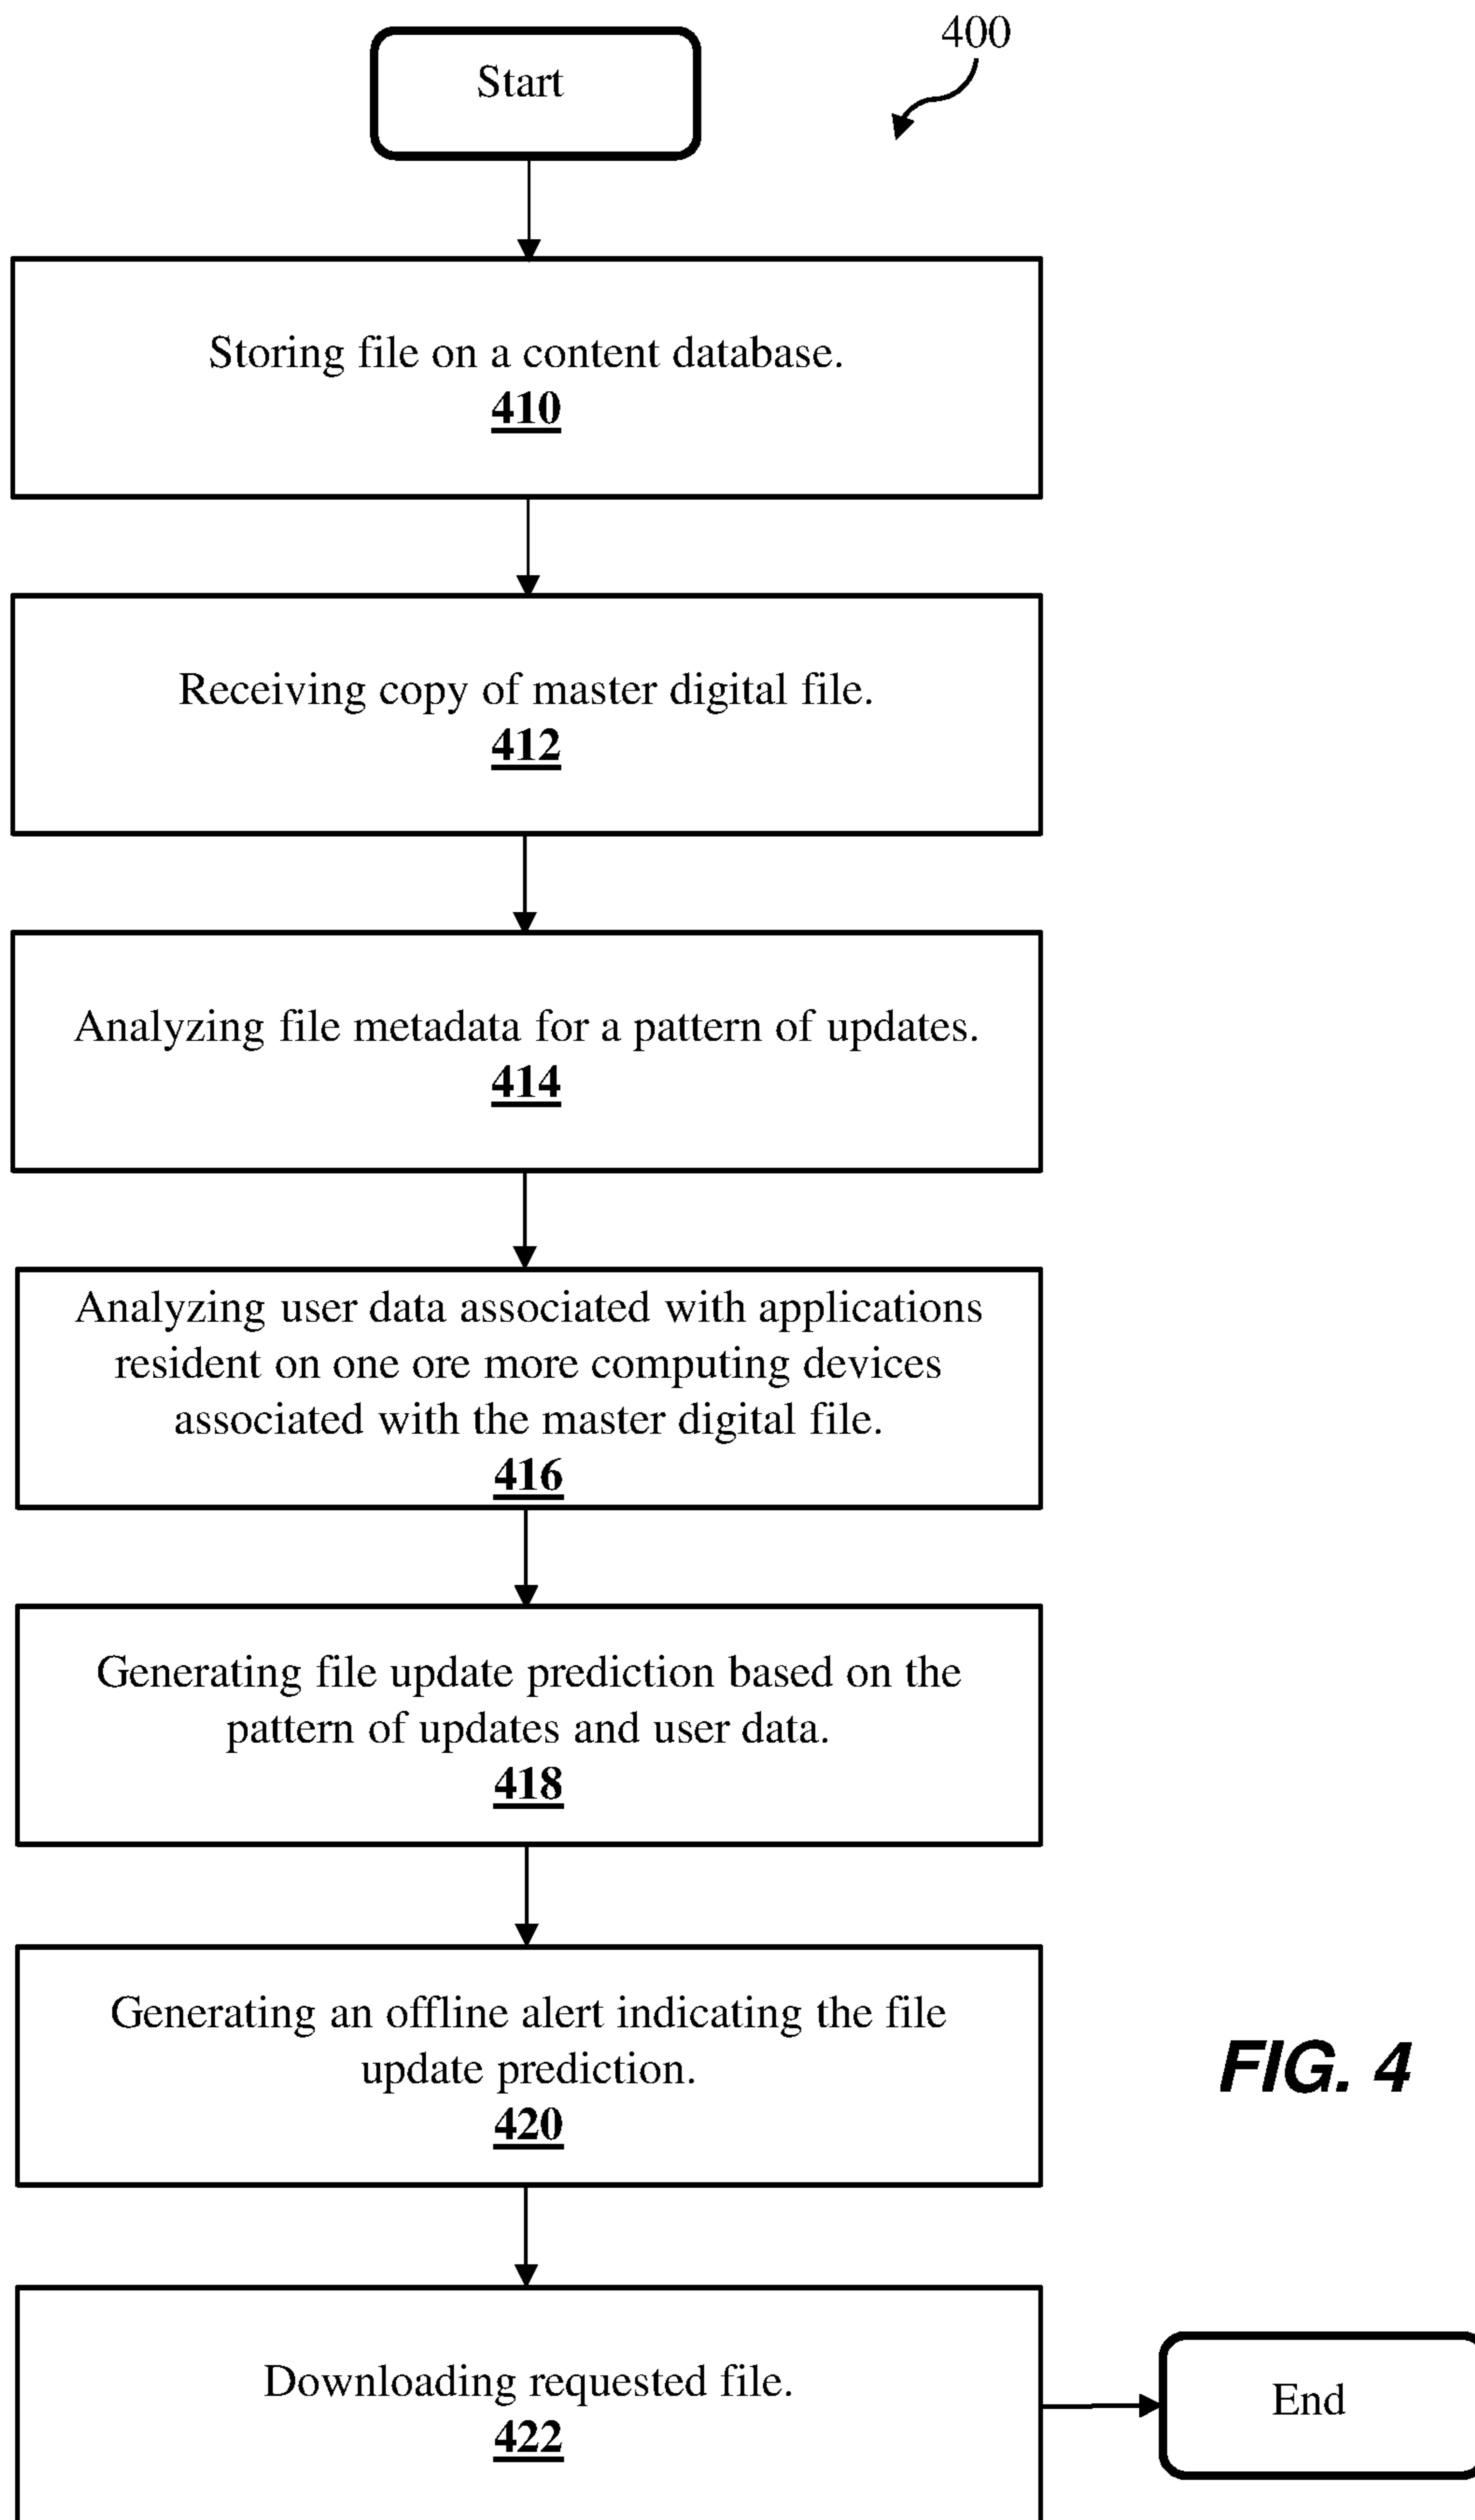 Start
400
Storing file on a content database.
410
Receiving copy of master digital file.
412
Analyzing file metadata for a pattern of updates.
414
Analyzing user data associated with applications
resident on one ore more computing devices
associated with the master digital file.
416
Generating file update prediction based on the
pattern of updates and user data.
418
Generating an offline alert indicating the file
update prediction.
420
FIG. 4
Downloading requested file.
422
End